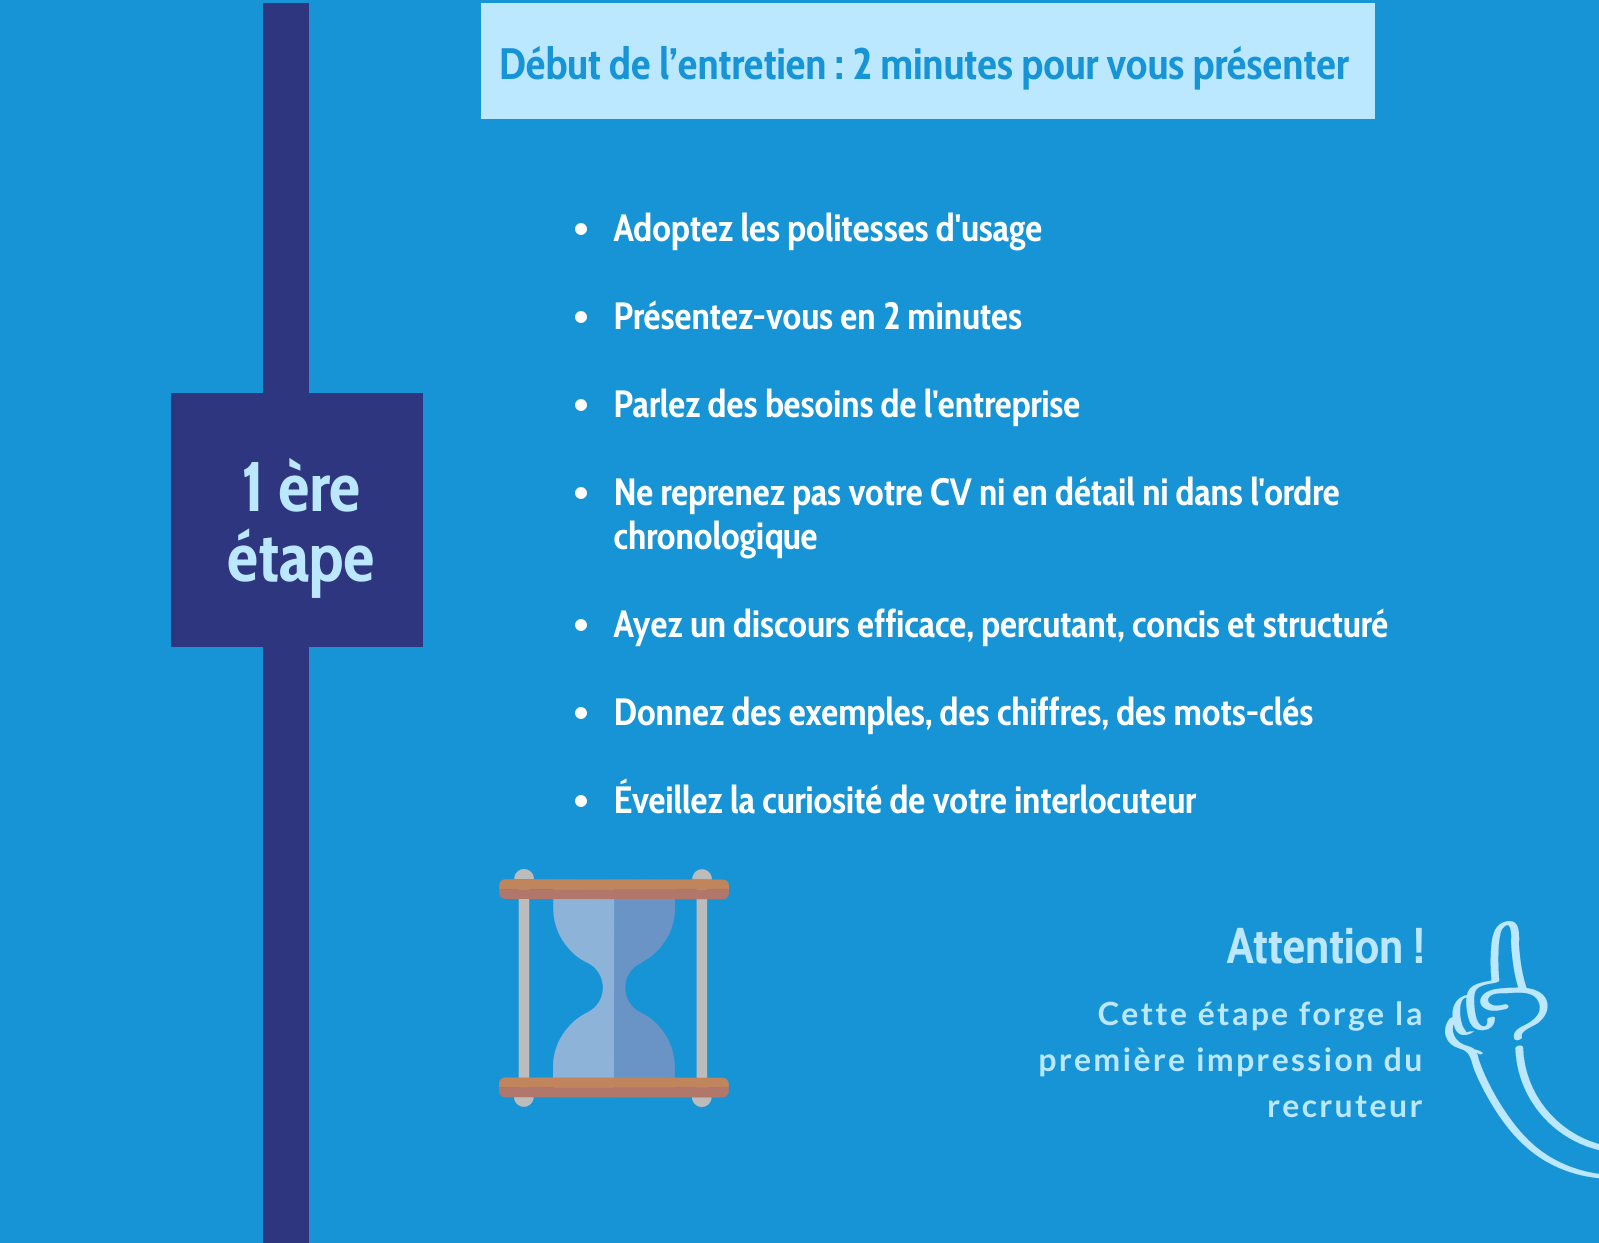 Début de l’entretien : 2 minutes pour vous présenter
• Adoptez les politesses d'usage
• Présentez-vous en 2 minutes
• Parlez des besoins de l'entreprise
• Ne reprenez pas votre CV ni en détail ni dans l'ordre
chronologique
• Ayez un discours efficace, percutant, concis et structuré
• Donnez des exemples, des chiffres, des mots-clés
• Éveillez la curiosité de votre interlocuteur
1 ère
étape
Attention !
Cette étape forge la
première impression du
recruteur